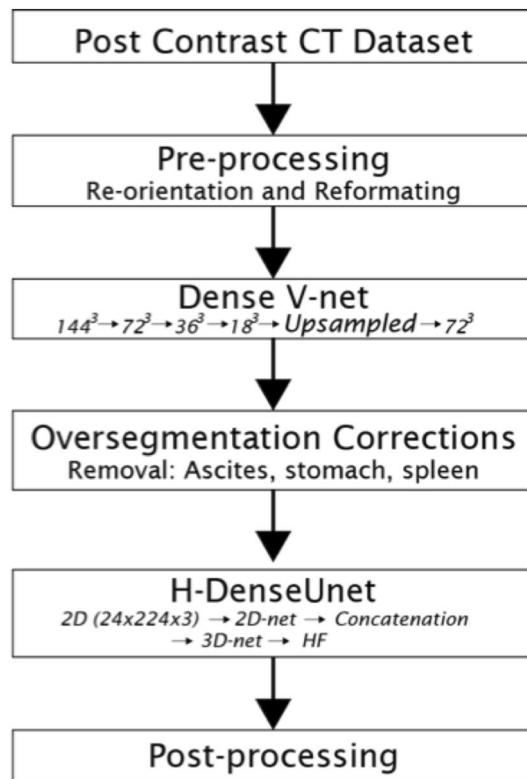 Post Contrast CT Dataset
Pre-processing
Re-orientation and Reformating
Dense V-net
144³→72³→36³→18³→Upsampled→72³
Oversegmentation Corrections
Removal: Ascites, stomach, spleen
H-DenseUnet
2D (24x224x3) → 2D-net → Concatenation
→ 3D-net → HF
Post-processing